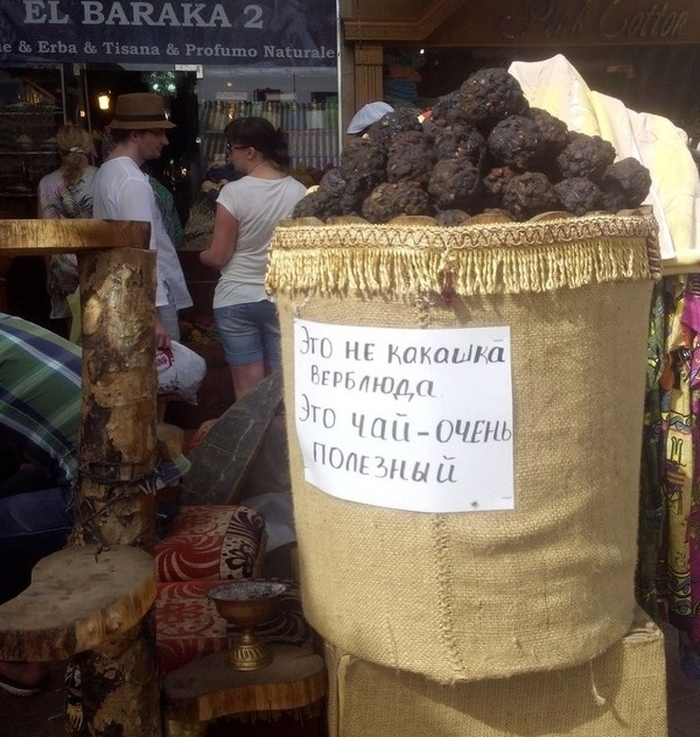 EL BARAKA 2
e & Erba & Tisana & Profumo Naturale
Pink Cotton
Это не какашка
верблюда
Это чай-очень
полезный